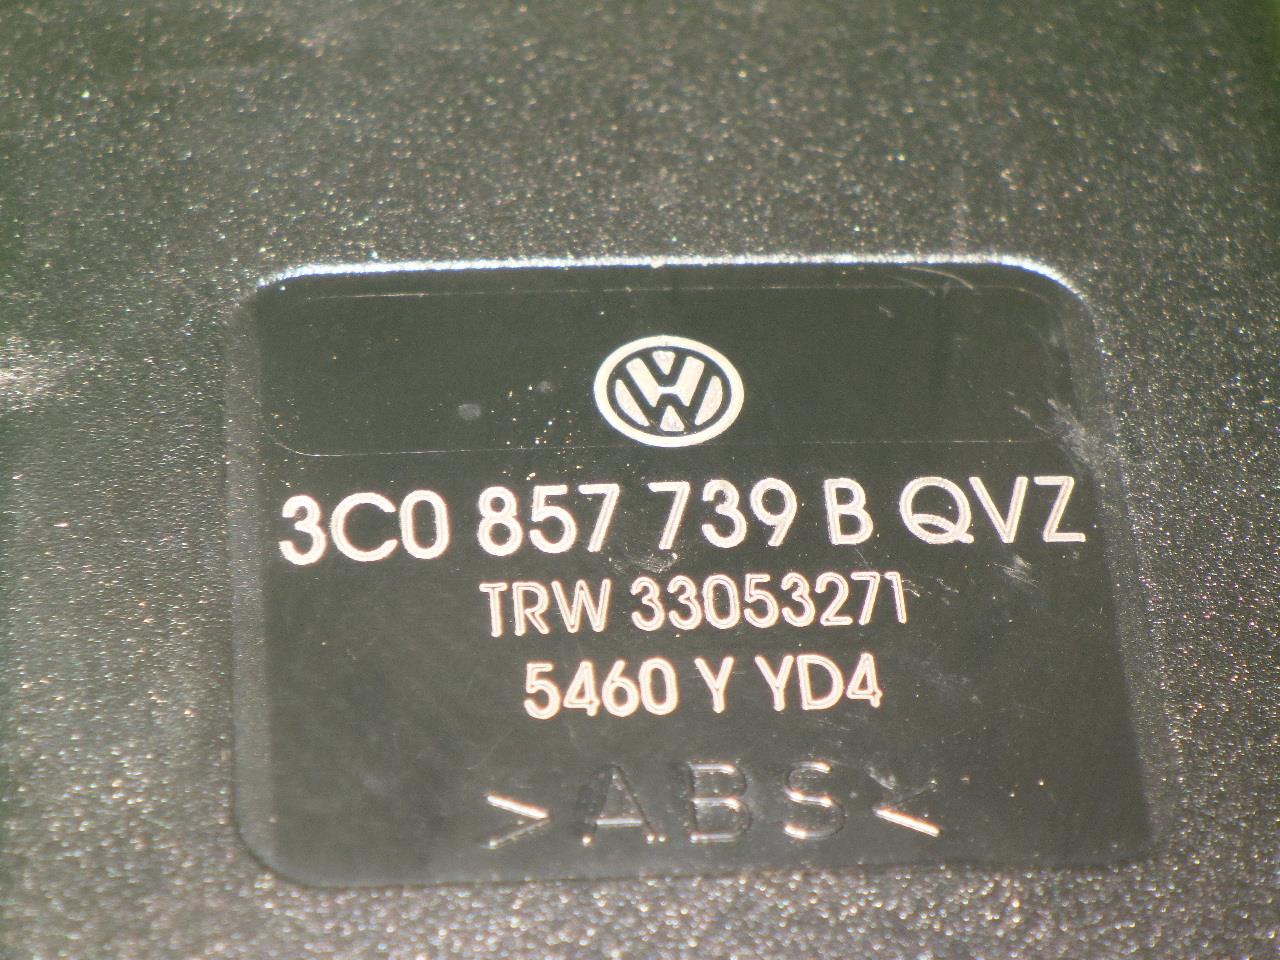 3C0 857 739 B QVZ
TRW 33053271
5460 Y YD4
>ABS<